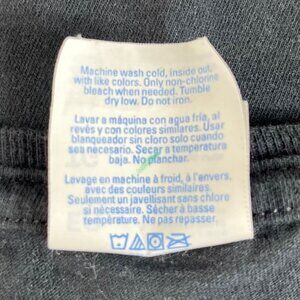 Machine wash cold, inside out,
with like colors. Only non-chlorine
bleach when needed. Tumble
dry low. Do not iron.
Lavar a máquina con agua fría, al
revés y con colores similares. Usar
blanqueador sin cloro solo cuando
sea necesario. Secar a temperatura
baja. No planchar.
Lavage en machine à froid, à l'envers,
avec des couleurs similaires.
Seulement un javellisant sans chlore
si nécessaire. Sécher à basse
température. Ne pas repasser.